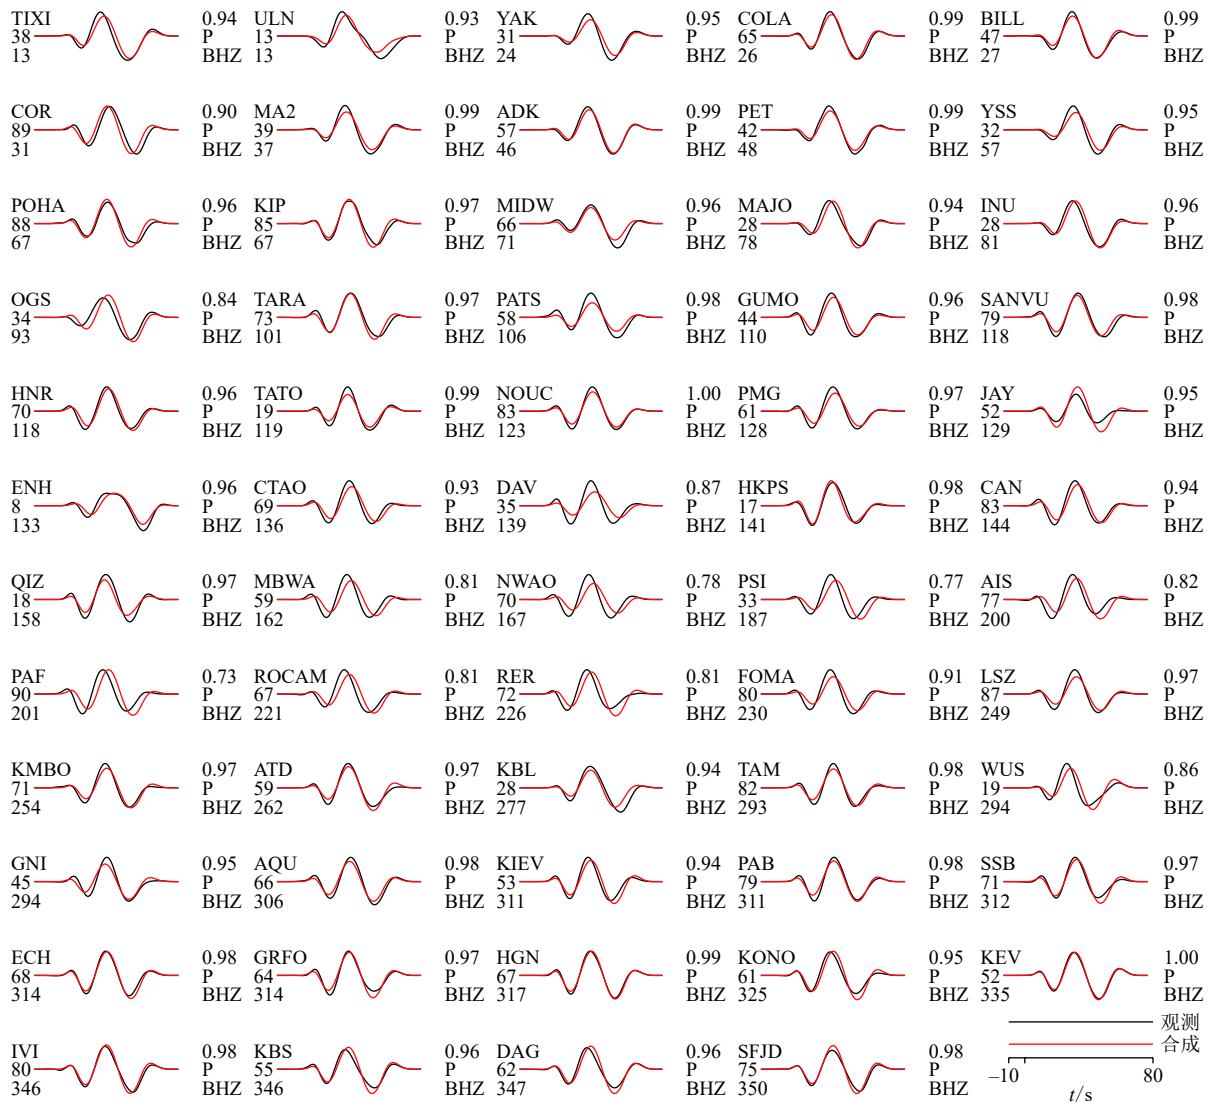 TIXI 0.94 ULN 0.93 YAK 0.95 COLA 0.99 BILL 0.99
38 P 13 P 31 P 65 P 47 P
13 BHZ 13 BHZ 24 BHZ 26 BHZ 27 BHZ
COR 0.90 MA2 0.99 ADK 0.99 PET 0.99 YSS 0.95
89 P 39 P 57 P 42 P 32 P
31 BHZ 37 BHZ 46 BHZ 48 BHZ 57 BHZ
POHA 0.96 KIP 0.97 MIDW 0.96 MAJO 0.94 INU 0.96
88 P 85 P 66 P 28 P 28 P
67 BHZ 67 BHZ 71 BHZ 78 BHZ 81 BHZ
OGS 0.84 TARA 0.97 PATS 0.98 GUMO 0.96 SANVU 0.98
34 P 73 P 58 P 44 P 79 P
93 BHZ 101 BHZ 106 BHZ 110 BHZ 118 BHZ
HNR 0.96 TATO 0.99 NOUC 1.00 PMG 0.97 JAY 0.95
70 P 19 P 83 P 61 P 52 P
118 BHZ 119 BHZ 123 BHZ 128 BHZ 129 BHZ
ENH 0.96 CTAO 0.93 DAV 0.87 HKPS 0.98 CAN 0.94
8 P 69 P 35 P 17 P 83 P
133 BHZ 136 BHZ 139 BHZ 141 BHZ 144 BHZ
QIZ 0.97 MBWA 0.81 NWAO 0.78 PSI 0.77 AIS 0.82
18 P 59 P 70 P 33 P 77 P
158 BHZ 162 BHZ 167 BHZ 187 BHZ 200 BHZ
PAF 0.73 ROCAM 0.81 RER 0.81 FOMA 0.91 LSZ 0.97
90 P 67 P 72 P 80 P 87 P
201 BHZ 221 BHZ 226 BHZ 230 BHZ 249 BHZ
KMBO 0.97 ATD 0.97 KBL 0.94 TAM 0.98 WUS 0.86
71 P 59 P 28 P 82 P 19 P
254 BHZ 262 BHZ 277 BHZ 293 BHZ 294 BHZ
GNI 0.95 AQU 0.98 KIEV 0.94 PAB 0.98 SSB 0.97
45 P 66 P 53 P 79 P 71 P
294 BHZ 306 BHZ 311 BHZ 311 BHZ 312 BHZ
ECH 0.98 GRFO 0.97 HGN 0.99 KONO 0.95 KEV 1.00
68 P 64 P 67 P 61 P 52 P
314 BHZ 314 BHZ 317 BHZ 325 BHZ 335 BHZ
IVI 0.98 KBS 0.96 DAG 0.96 SFJD 0.98
80 P 55 P 62 P 75 P
346 BHZ 346 BHZ 347 BHZ 350 BHZ
观测
合成
–10 80
t/s